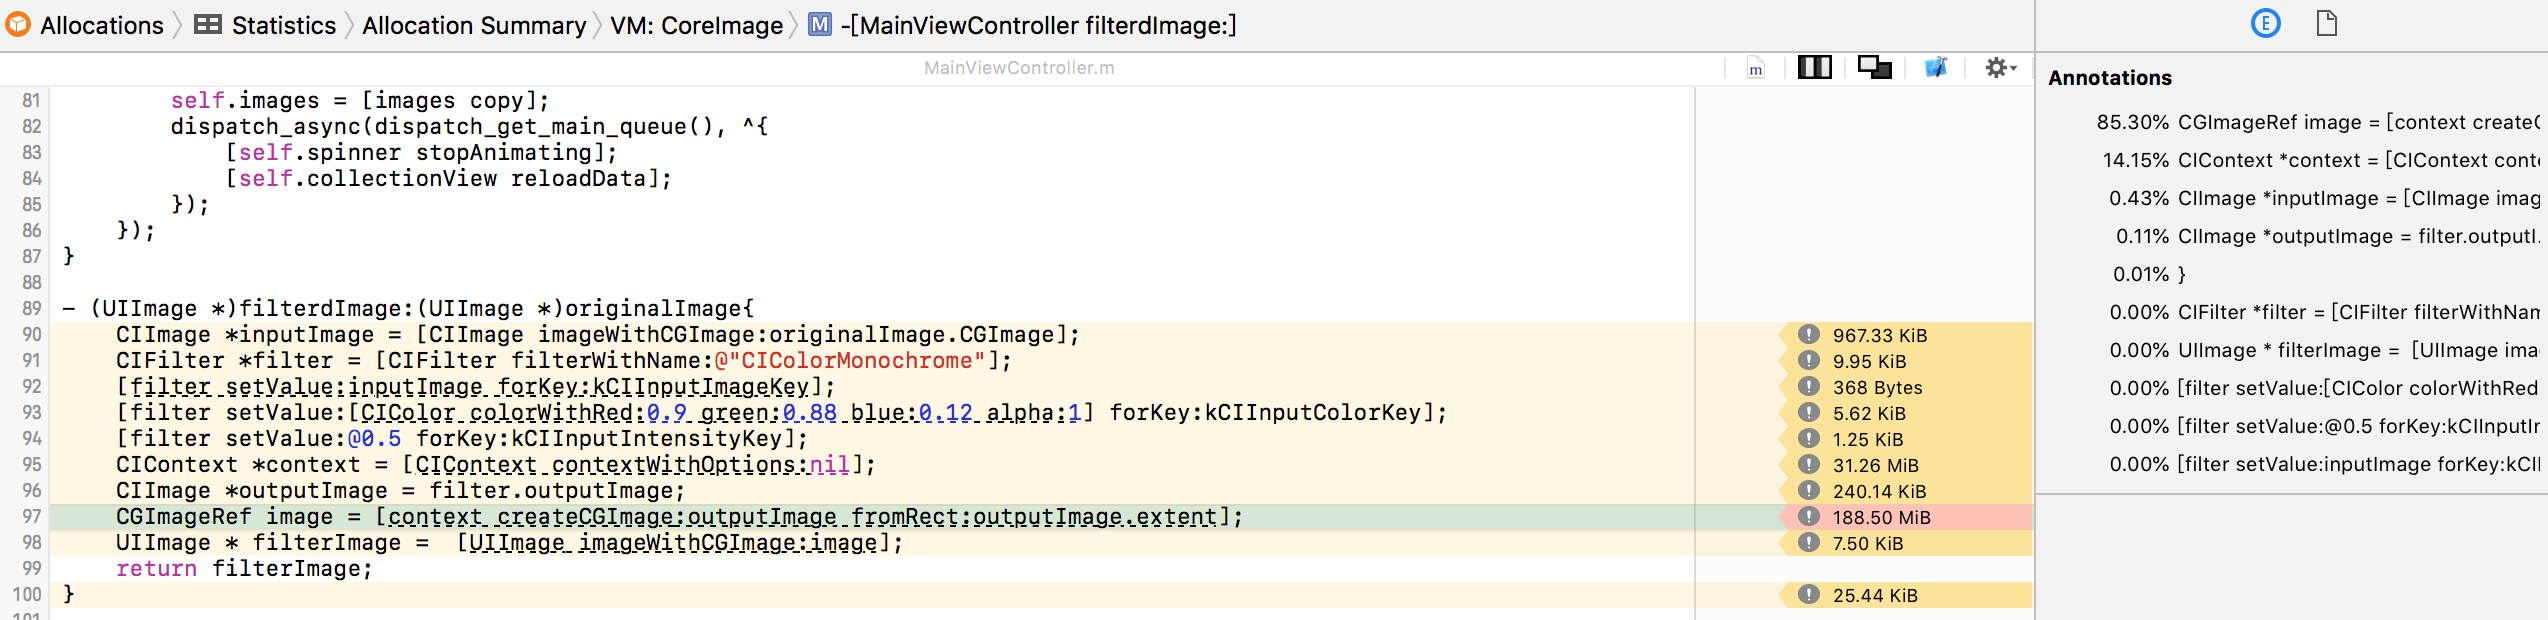 Allocations Statistics Allocation Summary VM: CoreImage M -[MainViewController filterdImage:] E
MainViewController.m m
Annotations
81 self.images = [images copy];
82 dispatch_async(dispatch_get_main_queue(), ^{
83 [self.spinner stopAnimating];
84 [self.collectionView reloadData];
85 });
86 });
87 }
88
89 – (UIImage *)filterdImage:(UIImage *)originalImage{
90 CIImage *inputImage = [CIImage imageWithCGImage:originalImage.CGImage]; 967.33 KiB
91 CIFilter *filter = [CIFilter filterWithName:@"CIColorMonochrome"]; 9.95 KiB
92 [filter setValue:inputImage forKey:kCIInputImageKey]; 368 Bytes
93 [filter setValue:[CIColor colorWithRed:0.9 green:0.88 blue:0.12 alpha:1] forKey:kCIInputColorKey]; 5.62 KiB
94 [filter setValue:@0.5 forKey:kCIInputIntensityKey]; 1.25 KiB
95 CIContext *context = [CIContext contextWithOptions:nil]; 31.26 MiB
96 CIImage *outputImage = filter.outputImage; 240.14 KiB
97 CGImageRef image = [context createCGImage:outputImage fromRect:outputImage.extent]; 188.50 MiB
98 UIImage * filterImage = [UIImage imageWithCGImage:image]; 7.50 KiB
99 return filterImage;
100 } 25.44 KiB
85.30% CGImageRef image = [context create
14.15% CIContext *context = [CIContext cont
0.43% CIImage *inputImage = [CIImage imag
0.11% CIImage *outputImage = filter.outputI
0.01% }
0.00% CIFilter *filter = [CIFilter filterWithNam
0.00% UIImage * filterImage = [UIImage ima
0.00% [filter setValue:[CIColor colorWithRed
0.00% [filter setValue:@0.5 forKey:kCIInputIn
0.00% [filter setValue:inputImage forKey:kCI